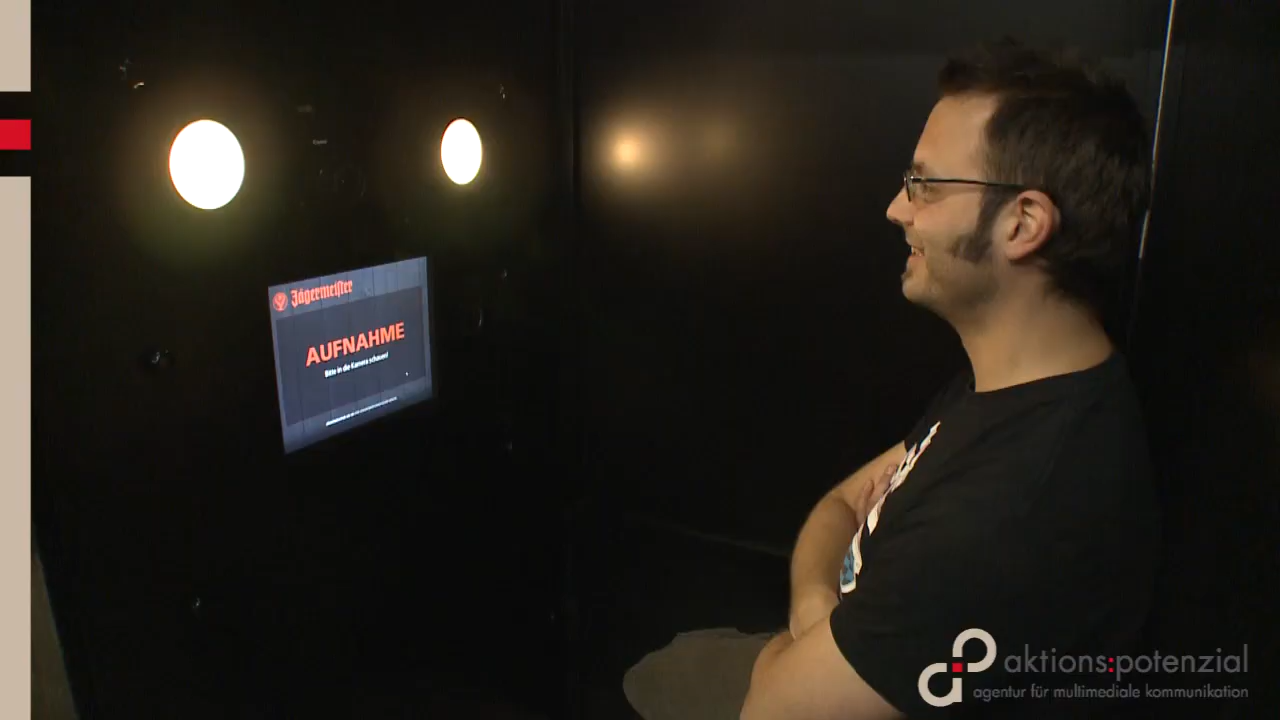 Jägermeister
AUFNAHME
Bitte in die Kamera schauen!
aktions:potenzial
agentur für multimediale kommunikation